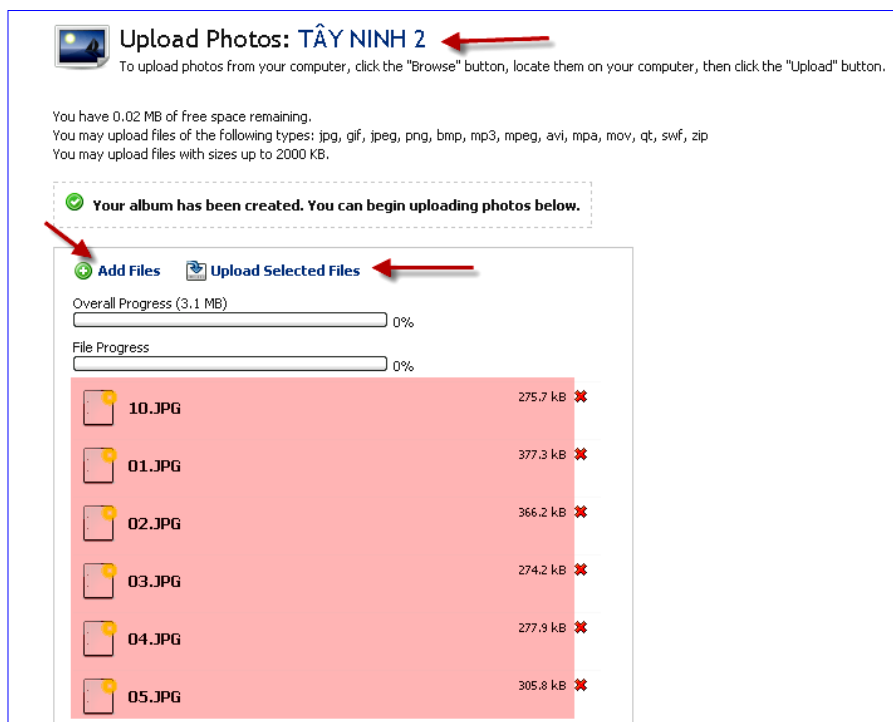 Upload Photos: TÂY NINH 2
To upload photos from your computer, click the "Browse" button, locate them on your computer, then click the "Upload" button.
You have 0.02 MB of free space remaining.
You may upload files of the following types: jpg, gif, jpeg, png, bmp, mp3, mpeg, avi, mpa, mov, qt, swf, zip
You may upload files with sizes up to 2000 KB.
Your album has been created. You can begin uploading photos below.
Add Files Upload Selected Files
Overall Progress (3.1 MB)
0%
File Progress
0%
10.JPG 275.7 kB
01.JPG 377.3 kB
02.JPG 366.2 kB
03.JPG 274.2 kB
04.JPG 277.9 kB
05.JPG 305.8 kB